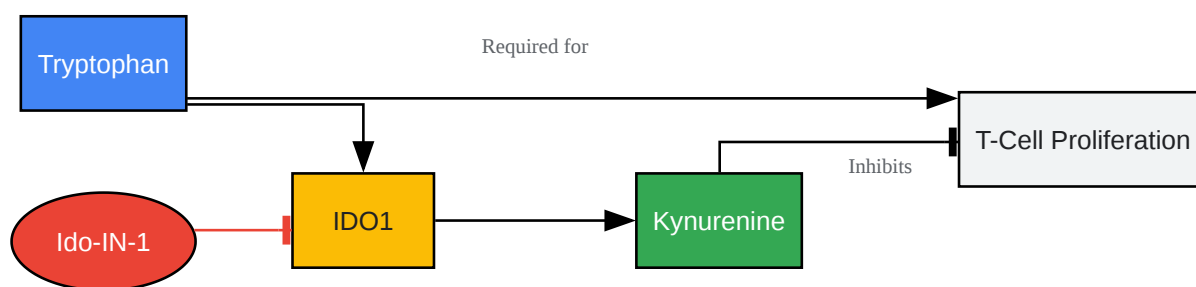 Tryptophan
Required for
T-Cell Proliferation
Inhibits
Ido-IN-1
IDO1
Kynurenine